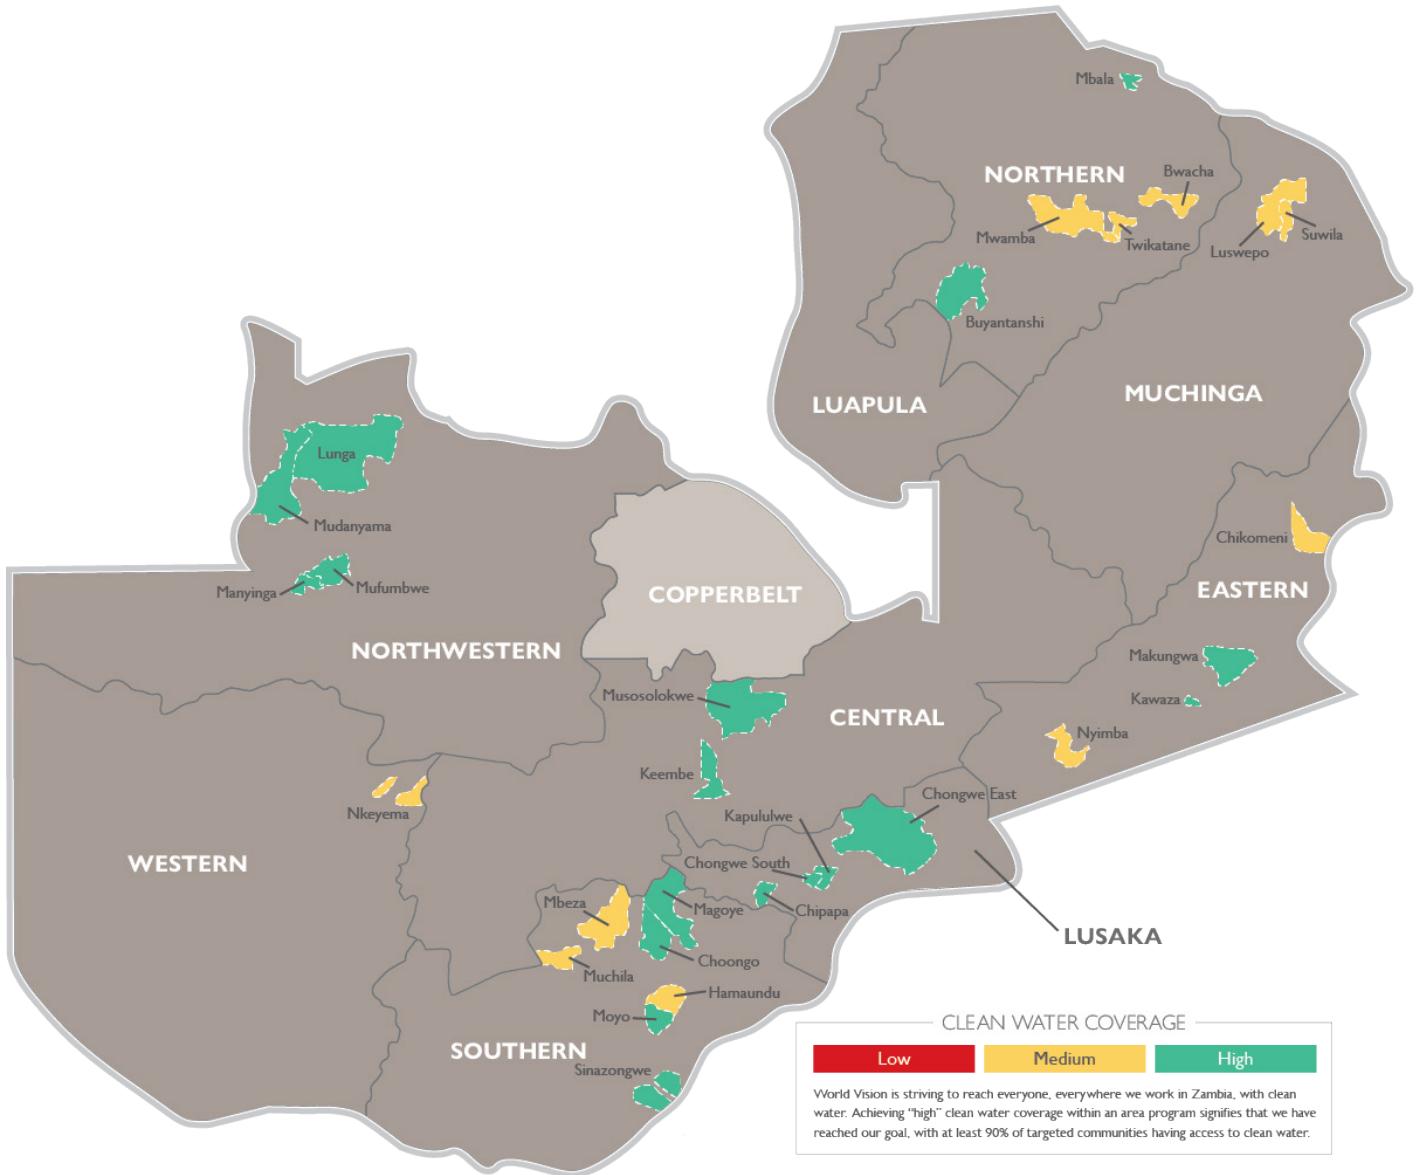 Mbala
NORTHERN
Bwacha
Mwamba
Twikatane
Suwila
Luswepo
Buyantanshi
LUAPULA
MUCHINGA
Lunga
Mudanyama
Chikomeni
Manyinga
Mufumbwe
COPPERBELT
EASTERN
NORTHWESTERN
Makungwa
Musosolokwe
Kawaza
CENTRAL
Nyimba
Keembe
Chongwe East
Nkeyema
Kapululwe
WESTERN
Chongwe South
Mbeza
Magoye
Chipapa
LUSAKA
Choongo
Muchila
Hamaundu
Moyo
SOUTHERN
Sinazongwe
CLEAN WATER COVERAGE
Low Medium High
World Vision is striving to reach everyone, everywhere we work in Zambia, with clean
water. Achieving "high" clean water coverage within an area program signifies that we have
reached our goal, with at least 90% of targeted communities having access to clean water.